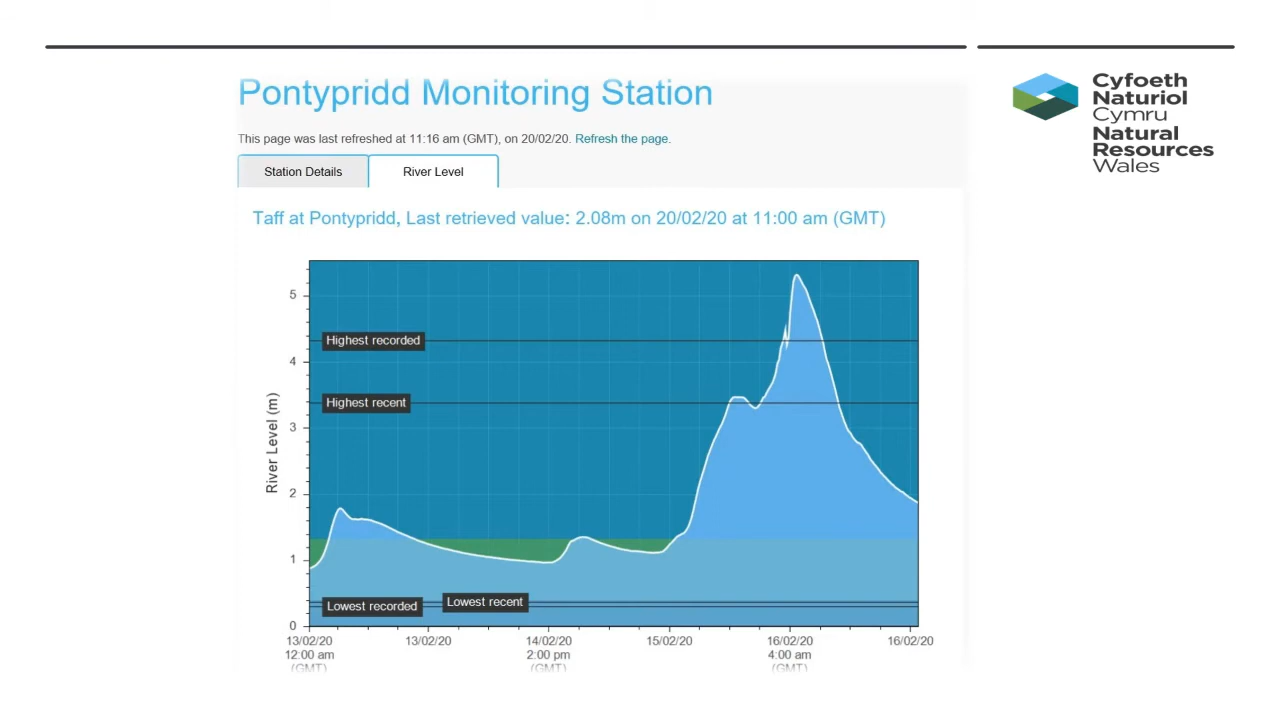 Pontypridd Monitoring Station
This page was last refreshed at 11:16 am (GMT), on 20/02/20. Refresh the page.
Station Details
River Level
Taff at Pontypridd, Last retrieved value: 2.08m on 20/02/20 at 11:00 am (GMT)
Cyfoeth
Naturiol
Cymru
Natural
Resources
Wales
River Level (m)
5
4
3
2
1
0
Highest recorded
Highest recent
Lowest recorded
Lowest recent
13/02/20 13/02/20 14/02/20 15/02/20 16/02/20 16/02/20
12:00 am 2:00 pm 4:00 am
(GMT) (GMT) (GMT)